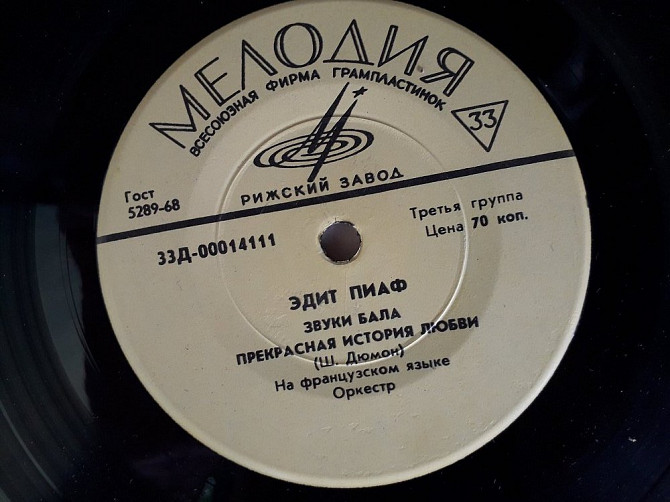 МЕЛОДИЯ
ВСЕСОЮЗНАЯ ФИРМА ГРАМПЛАСТИНОК
33
РИЖСКИЙ ЗАВОД
Гост
5289-68
Третья группа
Цена 70 коп.
33Д-00014111
ЭДИТ ПИАФ
ЗВУКИ БАЛА
ПРЕКРАСНАЯ ИСТОРИЯ ЛЮБВИ
(Ш. Дюмон)
На французском языке
Оркестр